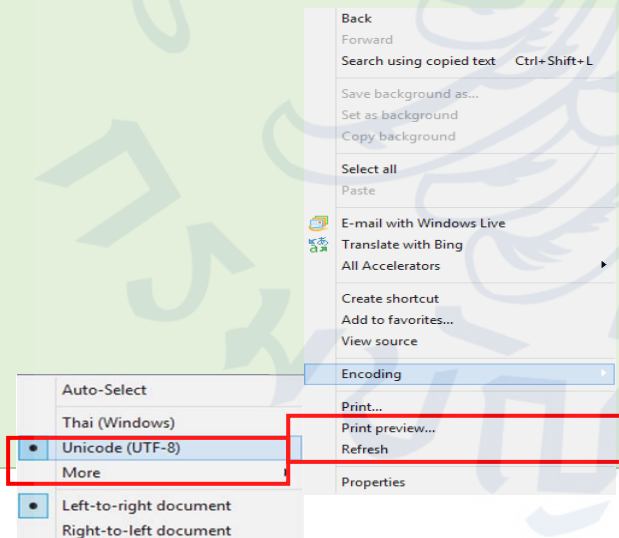 Back
Forward
Search using copied text Ctrl+Shift+L
Save background as...
Set as background
Copy background
Select all
Paste
E-mail with Windows Live
Translate with Bing
All Accelerators
Create shortcut
Add to favorites...
View source
Encoding
Print...
Print preview...
Refresh
Properties
Auto-Select
Thai (Windows)
Unicode (UTF-8)
More
Left-to-right document
Right-to-left document